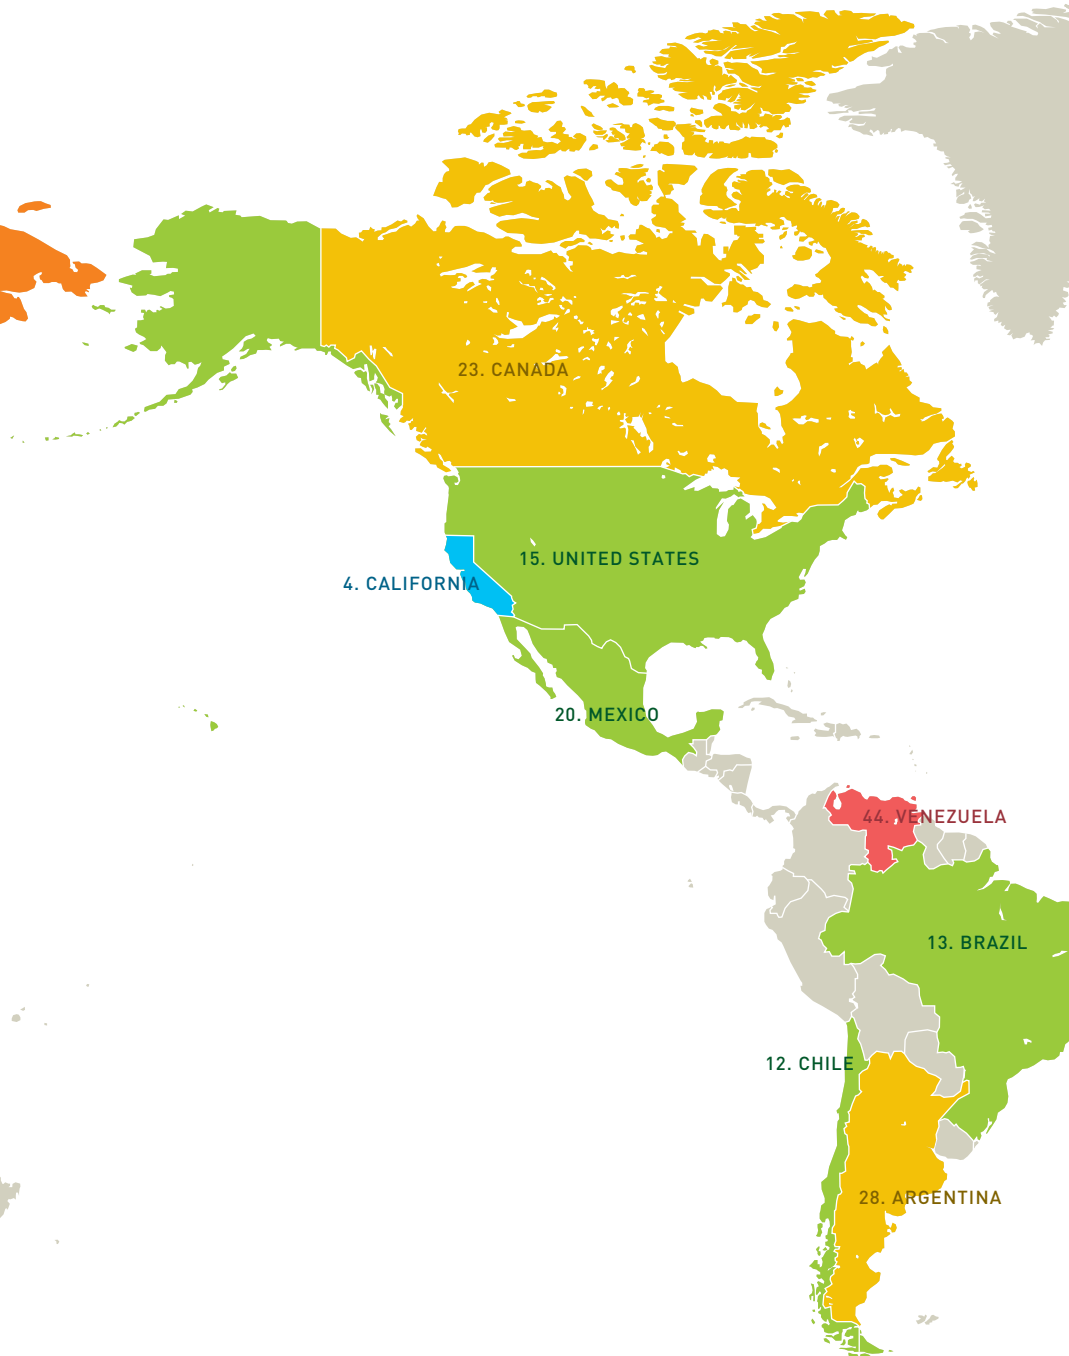 23. CANADA
15. UNITED STATES
4. CALIFORNIA
20. MEXICO
44. VENEZUELA
13. BRAZIL
12. CHILE
28. ARGENTINA